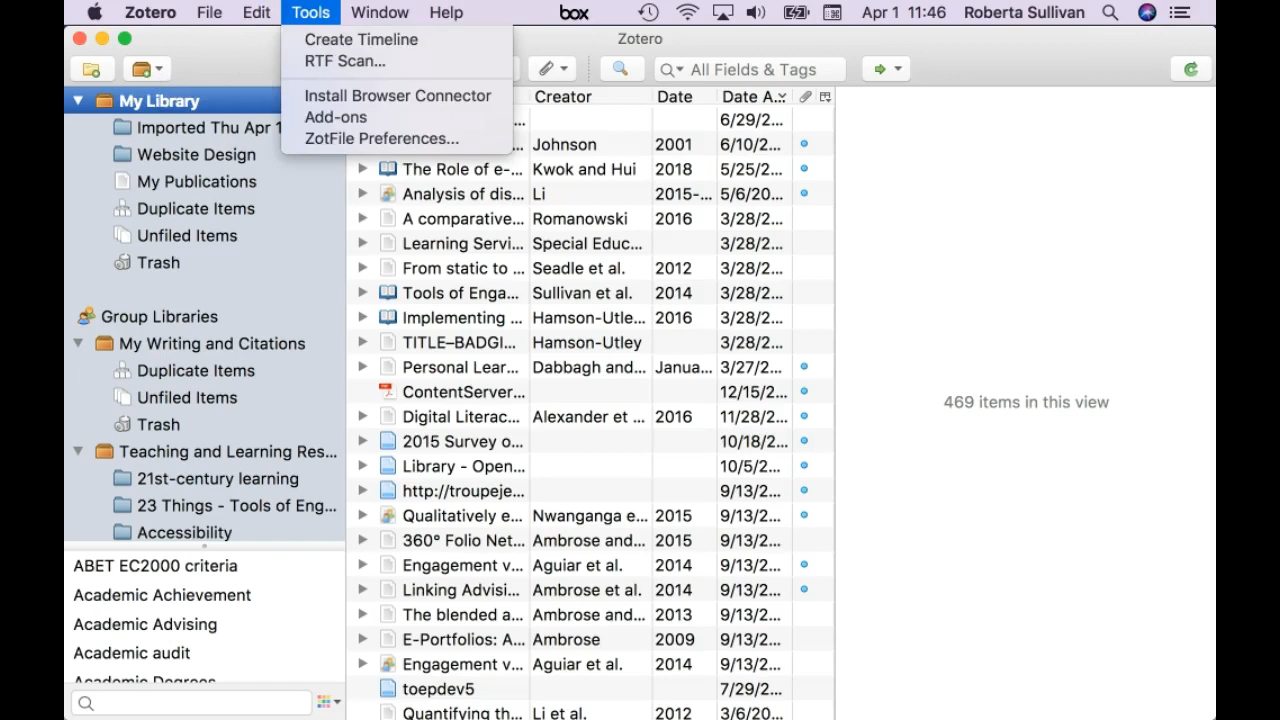 Zotero File Edit Tools Window Help box Apr 1 11:46 Roberta Sullivan
Zotero
Create Timeline
RTF Scan...
Install Browser Connector
Add-ons
ZotFile Preferences...
All Fields & Tags
My Library
Imported Thu Apr 1
Website Design
My Publications
Duplicate Items
Unfiled Items
Trash
Group Libraries
My Writing and Citations
Duplicate Items
Unfiled Items
Trash
Teaching and Learning Res...
21st-century learning
23 Things - Tools of Eng...
Accessibility
ABET EC2000 criteria
Academic Achievement
Academic Advising
Academic audit
Academic Degrees
Creator Date Date A...
... 6/29/2...
... Johnson 2001 6/10/2...
The Role of e-... Kwok and Hui 2018 5/25/2...
Analysis of dis... Li 2015-... 5/6/20...
A comparative... Romanowski 2016 3/28/2...
Learning Servi... Special Educ... 3/28/2...
From static to ... Seadle et al. 2012 3/28/2...
Tools of Enga... Sullivan et al. 2014 3/28/2...
Implementing ... Hamson-Utle... 2016 3/28/2...
TITLE–BADGI... Hamson-Utley 3/28/2...
Personal Lear... Dabbagh and... Janua... 3/27/2...
ContentServer... 12/15/2...
Digital Literac... Alexander et ... 2016 11/28/2...
2015 Survey o... 10/18/2...
Library - Open... 10/5/2...
http://troupeje... 9/13/2...
Qualitatively e... Nwanganga e... 2015 9/13/2...
360° Folio Net... Ambrose and... 2015 9/13/2...
Engagement v... Aguiar et al. 2014 9/13/2...
Linking Advisi... Ambrose et al. 2014 9/13/2...
The blended a... Ambrose and... 2013 9/13/2...
E-Portfolios: A... Ambrose 2009 9/13/2...
Engagement v... Aguiar et al. 2014 9/13/2...
toepdev5 7/29/2...
Quantifying th... Li et al. 2012 3/6/20...
469 items in this view